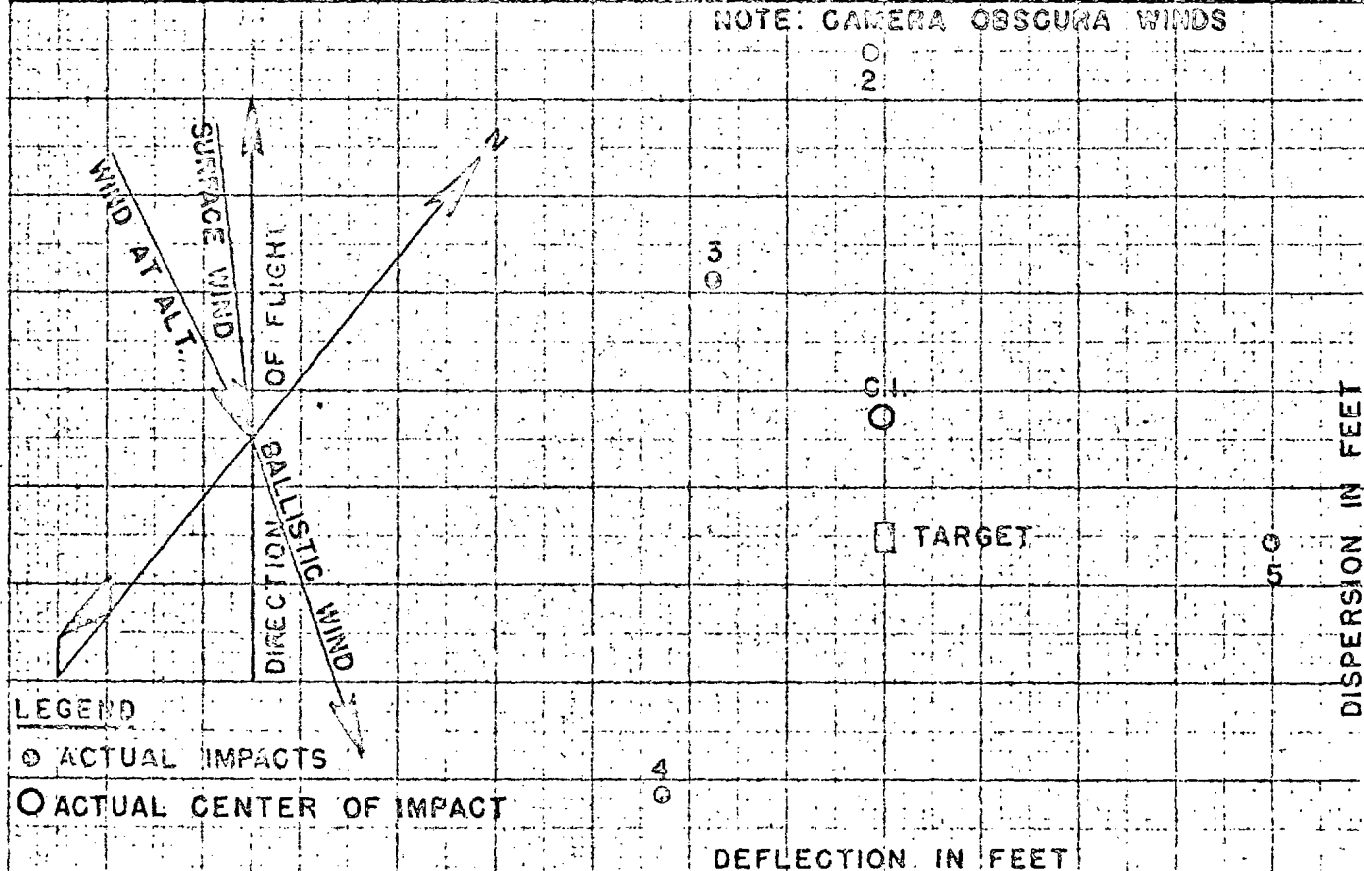 NOTE: CAMERA OBSCURA WINDS
2
N
WIND AT ALT.
SURFACE WIND
DIRECTION OF FLIGHT
BALLISTIC WIND
3
C.I.
TARGET
5
DISPERSION IN FEET
LEGEND
ACTUAL IMPACTS
ACTUAL CENTER OF IMPACT
4
DEFLECTION IN FEET